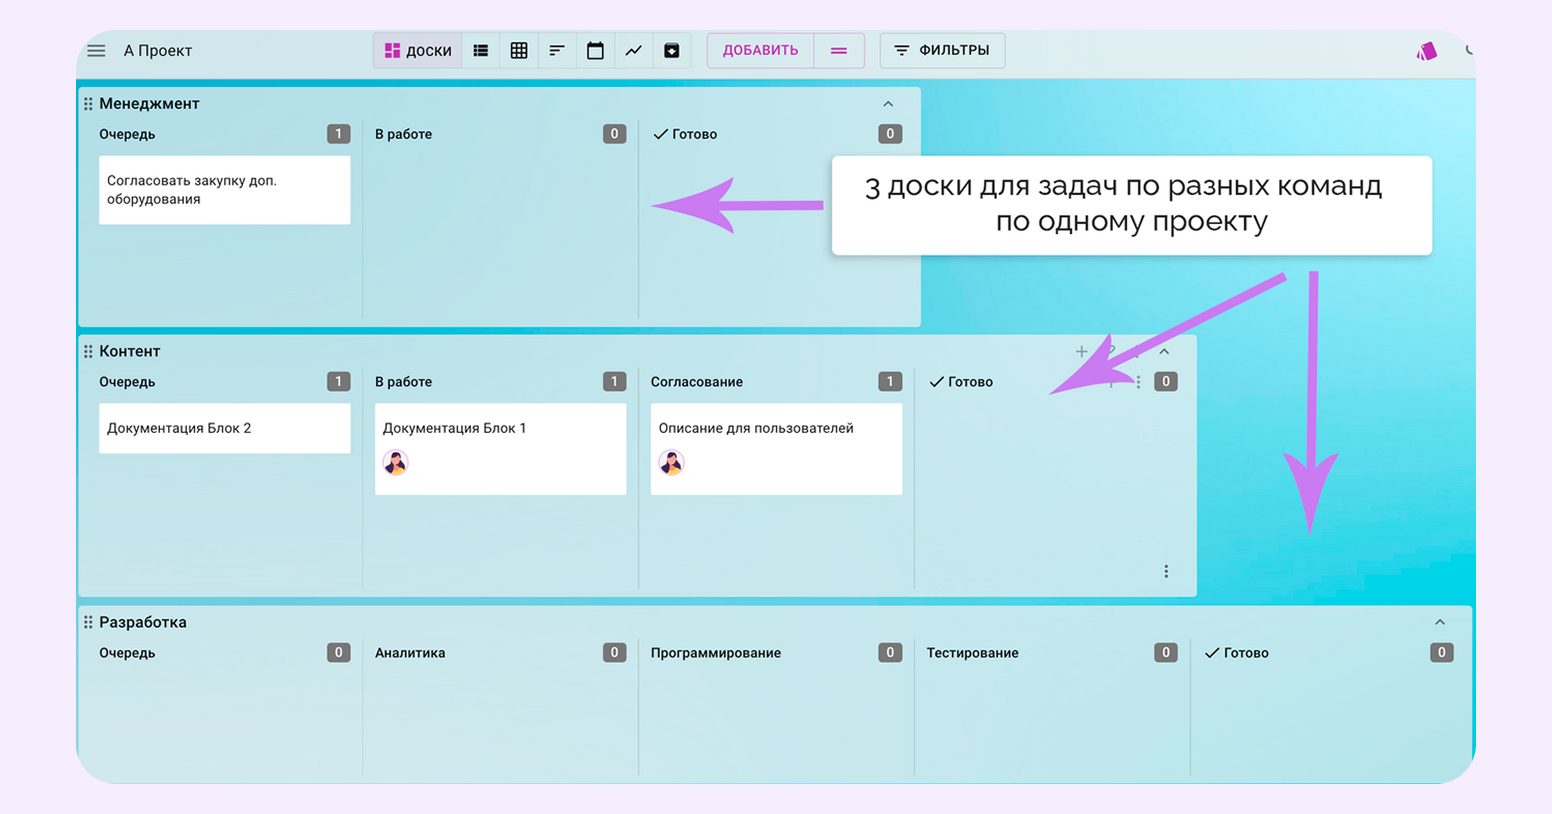 А Проект
ДОСКИ
ДОБАВИТЬ
ФИЛЬТРЫ
Менеджмент
Очередь 1
В работе 0
Готово 0
Согласовать закупку доп.
оборудования
3 доски для задач по разных команд
по одному проекту
Контент
Очередь 1
В работе 1
Согласование 1
Готово 0
Документация Блок 2
Документация Блок 1
Описание для пользователей
Разработка
Очередь 0
Аналитика 0
Программирование 0
Тестирование 0
Готово 0